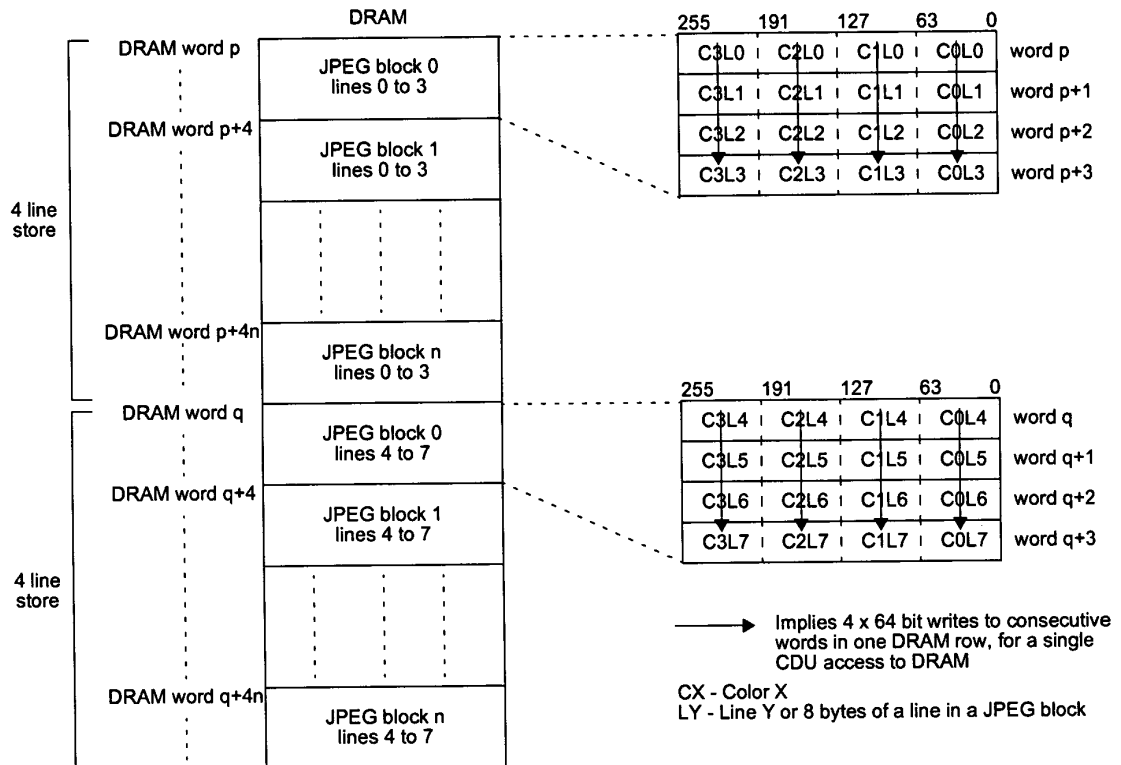 DRAM
DRAM word p
JPEG block 0
lines 0 to 3
DRAM word p+4
JPEG block 1
lines 0 to 3
4 line
store
DRAM word p+4n
JPEG block n
lines 0 to 3
DRAM word q
JPEG block 0
lines 4 to 7
DRAM word q+4
JPEG block 1
lines 4 to 7
4 line
store
DRAM word q+4n
JPEG block n
lines 4 to 7
255 191 127 63 0
C3L0 C2L0 C1L0 C0L0 word p
C3L1 C2L1 C1L1 C0L1 word p+1
C3L2 C2L2 C1L2 C0L2 word p+2
C3L3 C2L3 C1L3 C0L3 word p+3
255 191 127 63 0
C3L4 C2L4 C1L4 C0L4 word q
C3L5 C2L5 C1L5 C0L5 word q+1
C3L6 C2L6 C1L6 C0L6 word q+2
C3L7 C2L7 C1L7 C0L7 word q+3
Implies 4 x 64 bit writes to consecutive
words in one DRAM row, for a single
CDU access to DRAM
CX - Color X
LY - Line Y or 8 bytes of a line in a JPEG block